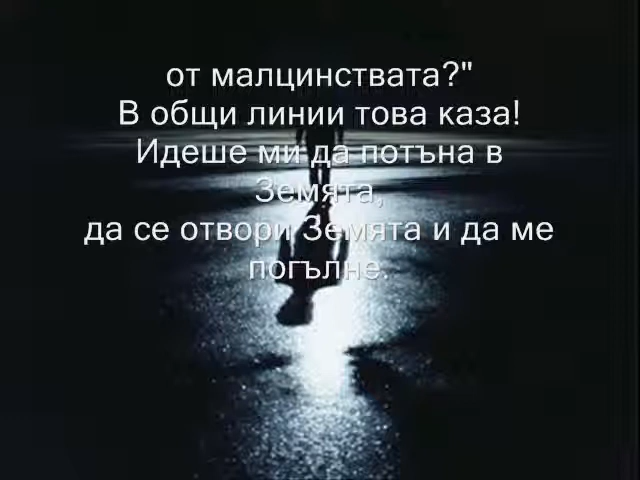 от малцинствата?"
В общи линии това каза!
Идеше ми да потъна в
Земята,
да се отвори Земята и да ме
погълне.